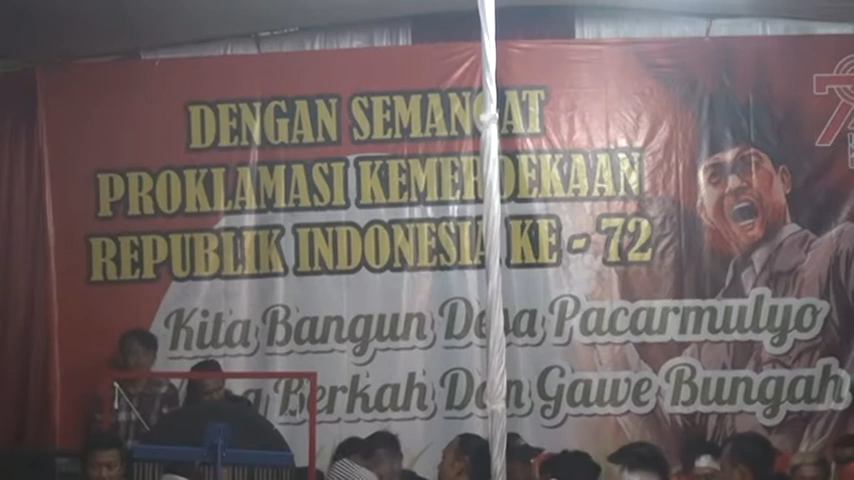 DENGAN SEMANGAT
PROKLAMASI KEMERDEKAAN
REPUBLIK INDONESIA KE - 72
Kita Bangun Desa Pacarmulyo
Berkah Dan Gawe Bungah